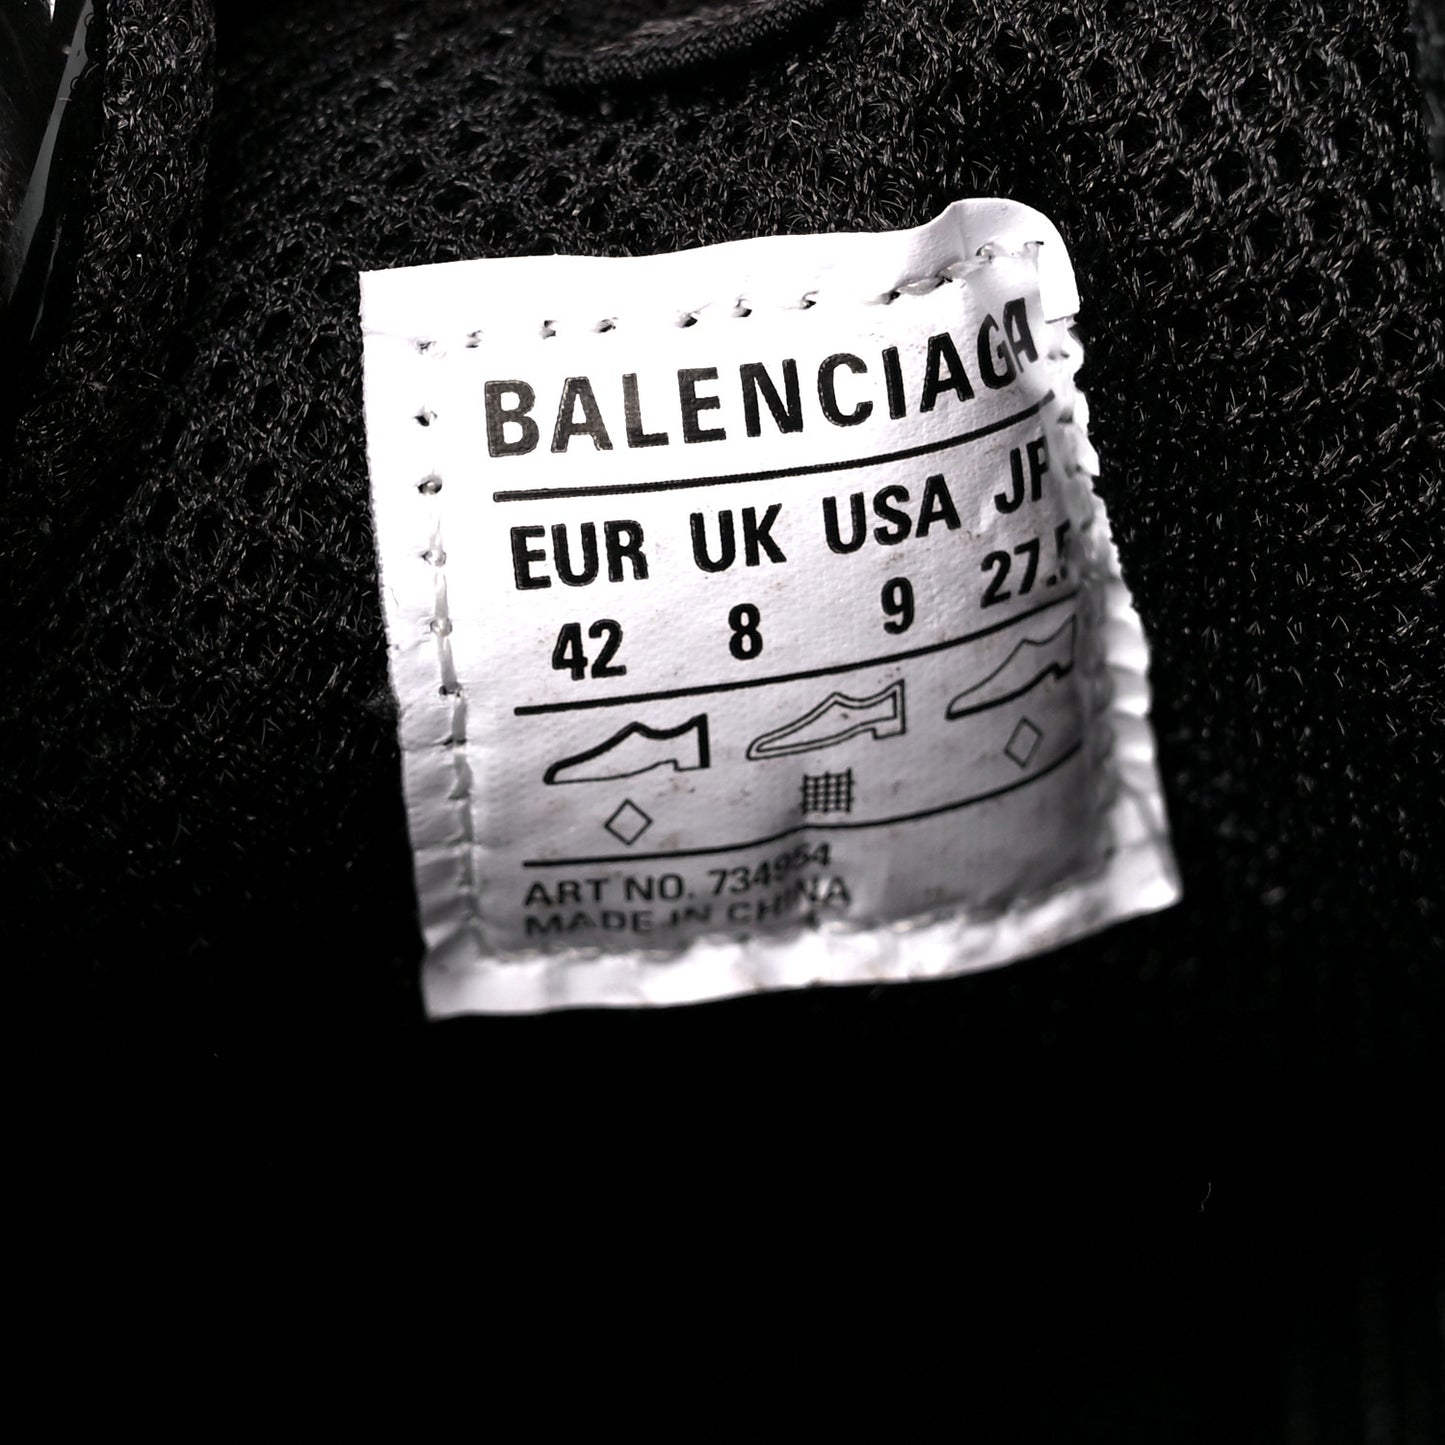 BALENCIAGA
EUR UK USA JP
42 8 9 27.5
ART NO. 734954
MADE IN CHINA